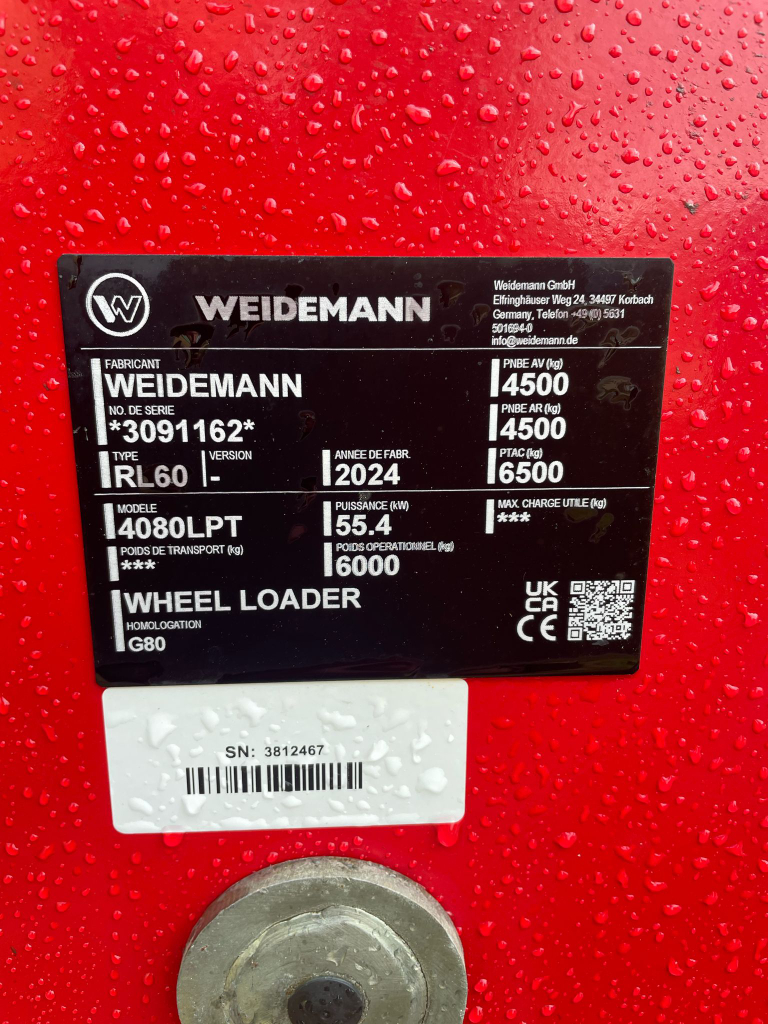 W
WEIDEMANN
Weidemann GmbH
Elfringhäuser Weg 24, 34497 Korbach
Germany, Telefon +49 (0) 5631
501694-0
info@weidemann.de
FABRICANT
WEIDEMANN
NO. DE SERIE
*3091162*
TYPE
RL60
VERSION
-
ANNÉE DE FABR.
2024
PNBE AV (kg)
4500
PNBE AR (kg)
4500
PTAC (kg)
6500
MODELE
4080LPT
PUISSANCE (kW)
55.4
MAX. CHARGE UTILE (kg)
***
POIDS DE TRANSPORT (kg)
***
POIDS OPERATIONNEL (kg)
6000
WHEEL LOADER
HOMOLOGATION
G80
UK
CA
CE
SN: 3812467